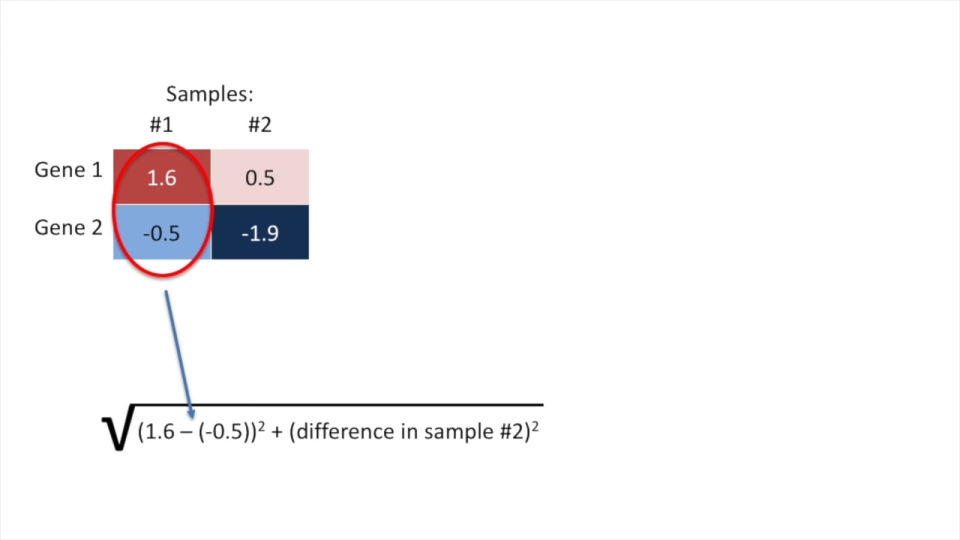 Samples:
#1 #2
Gene 1 1.6 0.5
Gene 2 -0.5 -1.9
√(1.6 – (-0.5))² + (difference in sample #2)²